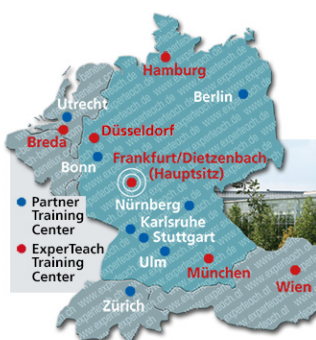 Hamburg
Berlin
Utrecht
Breda
Düsseldorf
Bonn
Frankfurt/Dietzenbach
(Hauptsitz)
Nürnberg
Karlsruhe
Stuttgart
Ulm
München
Wien
Zürich
Partner
Training
Center
ExperTeach
Training
Center